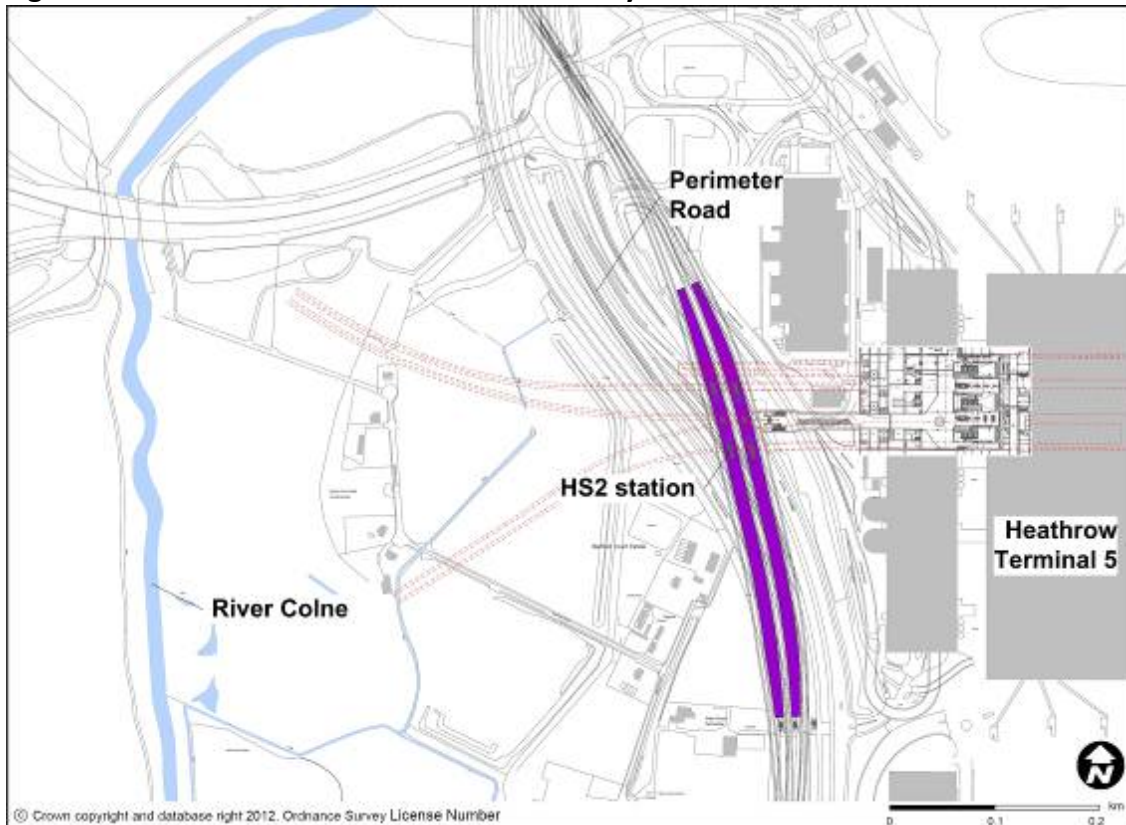 Perimeter
Road
HS2 station
Heathrow
Terminal 5
River Colne
N
km
0 0.1 0.2
© Crown copyright and database right 2012. Ordnance Survey License Number